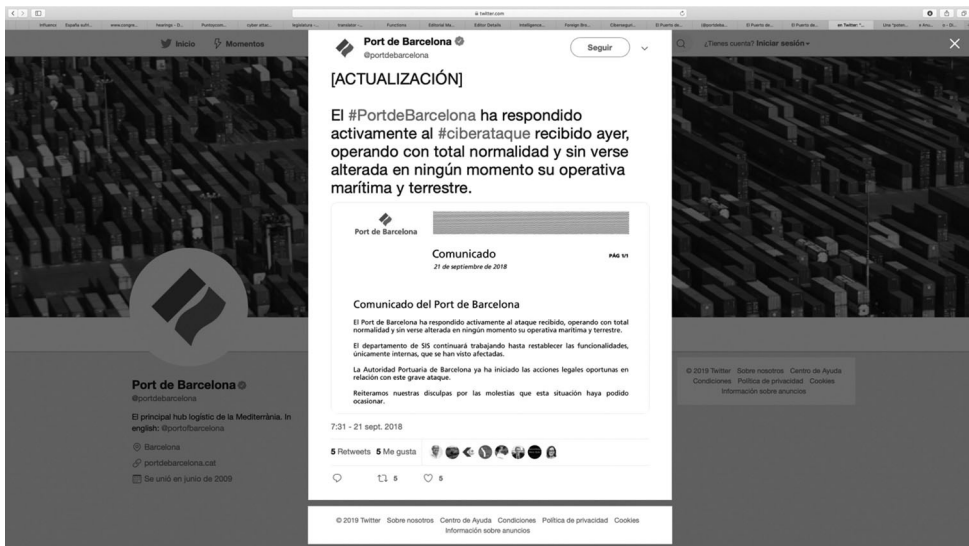 twitter.com
Inicio
Momentos
¿Tienes cuenta? Iniciar sesión
Port de Barcelona
@portdebarcelona
Seguir
[ACTUALIZACIÓN]
El #PortdeBarcelona ha respondido
activamente al #ciberataque recibido ayer,
operando con total normalidad y sin verse
alterada en ningún momento su operativa
marítima y terrestre.
Port de Barcelona
Comunicado
PÀG 1/1
21 de septiembre de 2018
Comunicado del Port de Barcelona
El Port de Barcelona ha respondido activamente al ataque recibido, operando con total
normalidad y sin verse alterada en ningún momento su operativa marítima y terrestre.
El departamento de SIS continuará trabajando hasta restablecer las funcionalidades,
únicamente internas, que se han visto afectadas.
La Autoridad Portuaria de Barcelona ya ha iniciado las acciones legales oportunas en
relación con este grave ataque.
Reiteramos nuestras disculpas por las molestias que esta situación haya podido
ocasionar.
7:31 - 21 sept. 2018
5 Retweets 5 Me gusta
5 5
© 2019 Twitter Sobre nosotros Centro de Ayuda Condiciones Política de privacidad Cookies
Información sobre anuncios
Port de Barcelona
@portdebarcelona
El principal hub logístic de la Mediterrània. In
english: @portofbarcelona
Barcelona
portdebarcelona.cat
Se unió en junio de 2009
© 2019 Twitter Sobre nosotros Centro de Ayuda
Condiciones Política de privacidad Cookies
Información sobre anuncios